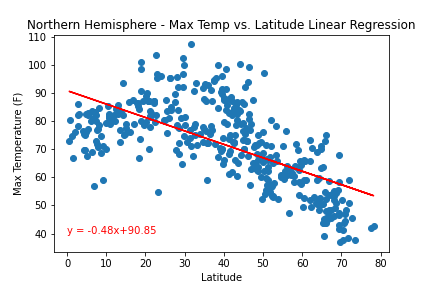 Northern Hemisphere - Max Temp vs. Latitude Linear Regression
110
100
90
80
70
60
50
40
Max Temperature (F)
y = -0.48x+90.85
0 10 20 30 40 50 60 70 80
Latitude